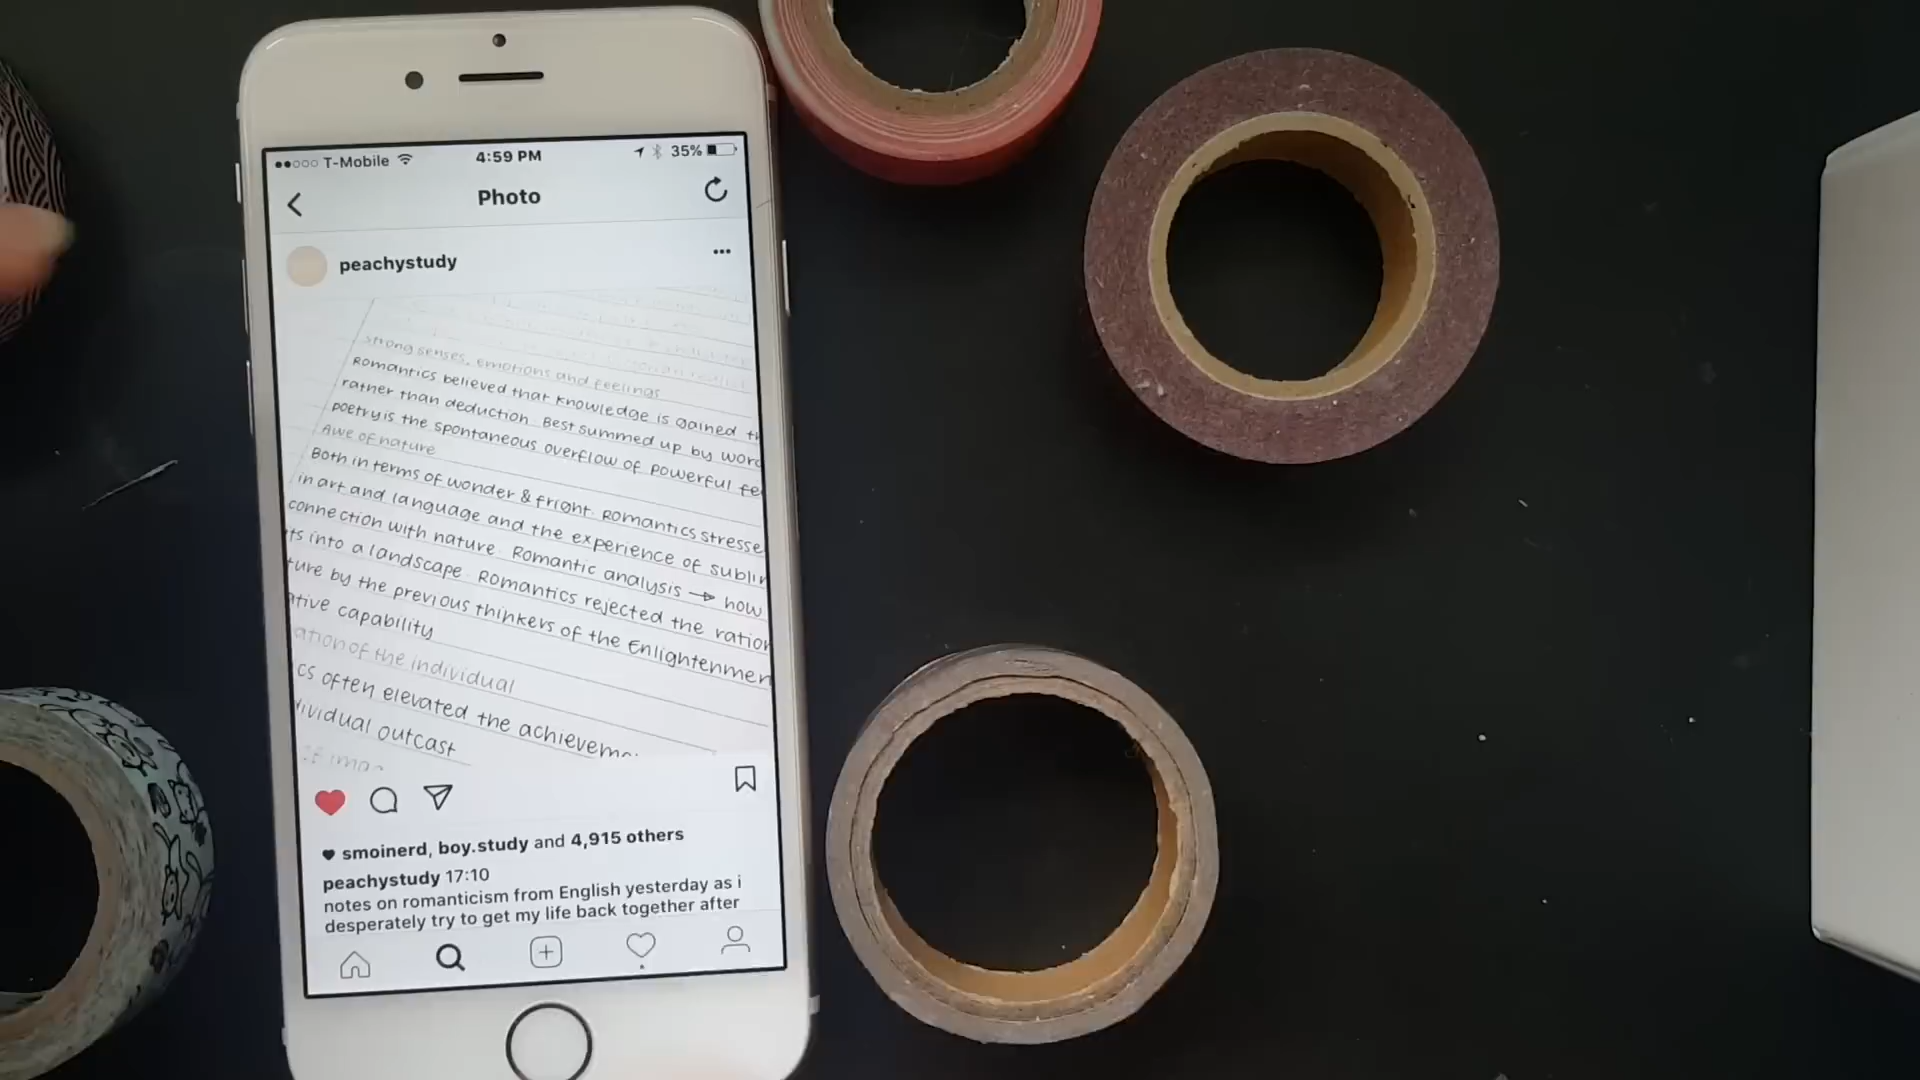 T-Mobile 4:59 PM 35%
Photo
peachystudy
strong senses, emotions and feelings
Romantics believed that knowledge is gained
rather than deduction. Best summed up by
poetry is the spontaneous overflow of powerful
Awe of nature
Both in terms of wonder & fright. Romantics
in art and language and the experience of
connection with nature. Romantic analysis → how
into a landscape. Romantics rejected the
by the previous thinkers of the
capability
of the individual
often elevated the
outcast
smoinerd, boy.study and 4,915 others
peachystudy 17:10
notes on romanticism from English yesterday as i
desperately try to get my life back together after